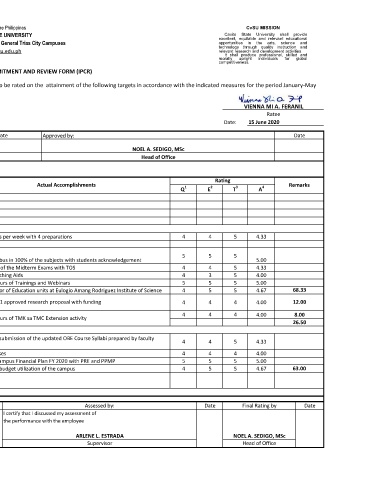 he Philippines
E UNIVERSITY
General Trias City Campuses
u.edu.ph
CvSU MISSION
Cavite State University shall provide
excellent, equitable and relevant educational
opportunities in the arts, science and
technology through quality instruction and
relevant research and development activities.
It shall produce professional, skilled and
morally upright individuals for global
competitiveness.
ITMENT AND REVIEW FORM (IPCR)
o be rated on the attainment of the following targets in accordance with the indicated measures for the period January-May
VIENNA MI A. FERANIL
Ratee
Date: 15 June 2020
ate Approved by: Date
NOEL A. SEDIGO, MSc
Head of Office
Actual Accomplishments Rating Remarks
Q1 E2 T3 A4
s per week with 4 preparations 4 4 5 4.33
bus in 100% of the subjects with students acknowledgement 5 5 5 5.00
of the Midterm Exams with TOS 4 4 5 4.33
ching Aids 4 3 5 4.00
urs of Trainings and Webinars 5 5 5 5.00
or of Education units at Eulogio Amang Rodriguez Institute of Science 4 5 5 4.67 68.33
1 approved research proposal with funding 4 4 4 4.00 12.00
urs of TMK sa TMC Extension activity 4 4 4 4.00 8.00
26.50
submission of the updated OBE Course Syllabi prepared by faculty 4 4 5 4.33
ses 4 4 4 4.00
ampus Financial Plan FY 2020 with PRE and PPMP 5 5 5 5.00
budget utilization of the campus 4 5 5 4.67 63.00
Assessed by: Date Final Rating by Date
I certify that I discussed my assessment of
the performance with the employee
ARLENE L. ESTRADA NOEL A. SEDIGO, MSc
Supervisor Head of Office